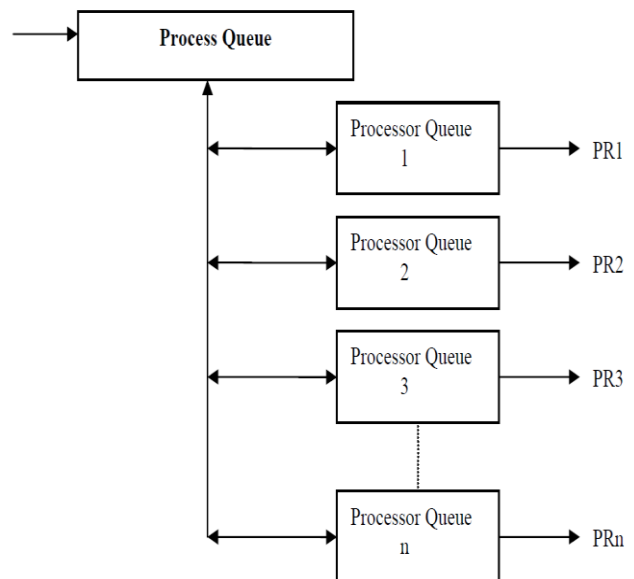 Process Queue
Processor Queue
1
PR1
Processor Queue
2
PR2
Processor Queue
3
PR3
Processor Queue
n
PRn